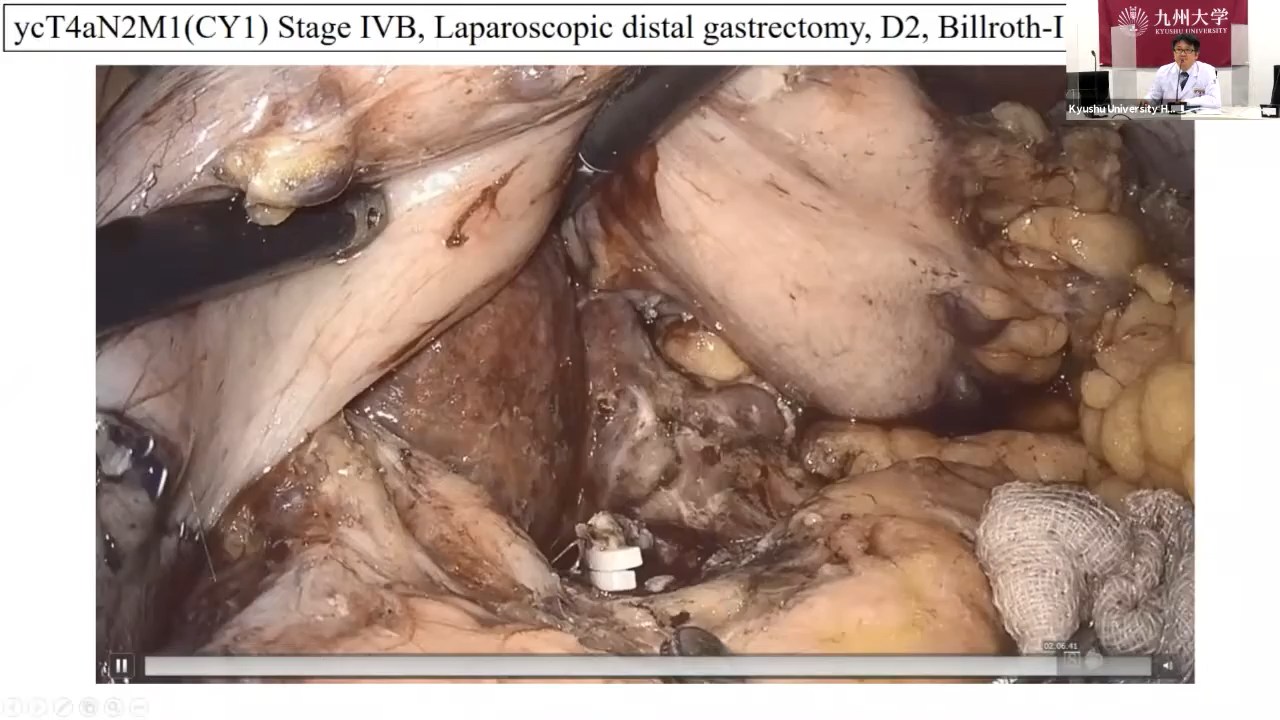 ycT4aN2M1(CY1) Stage IVB, Laparoscopic distal gastrectomy, D2, Billroth-I
九州大学
KYUSHU UNIVERSITY
Kyushu University H...
02:06.41